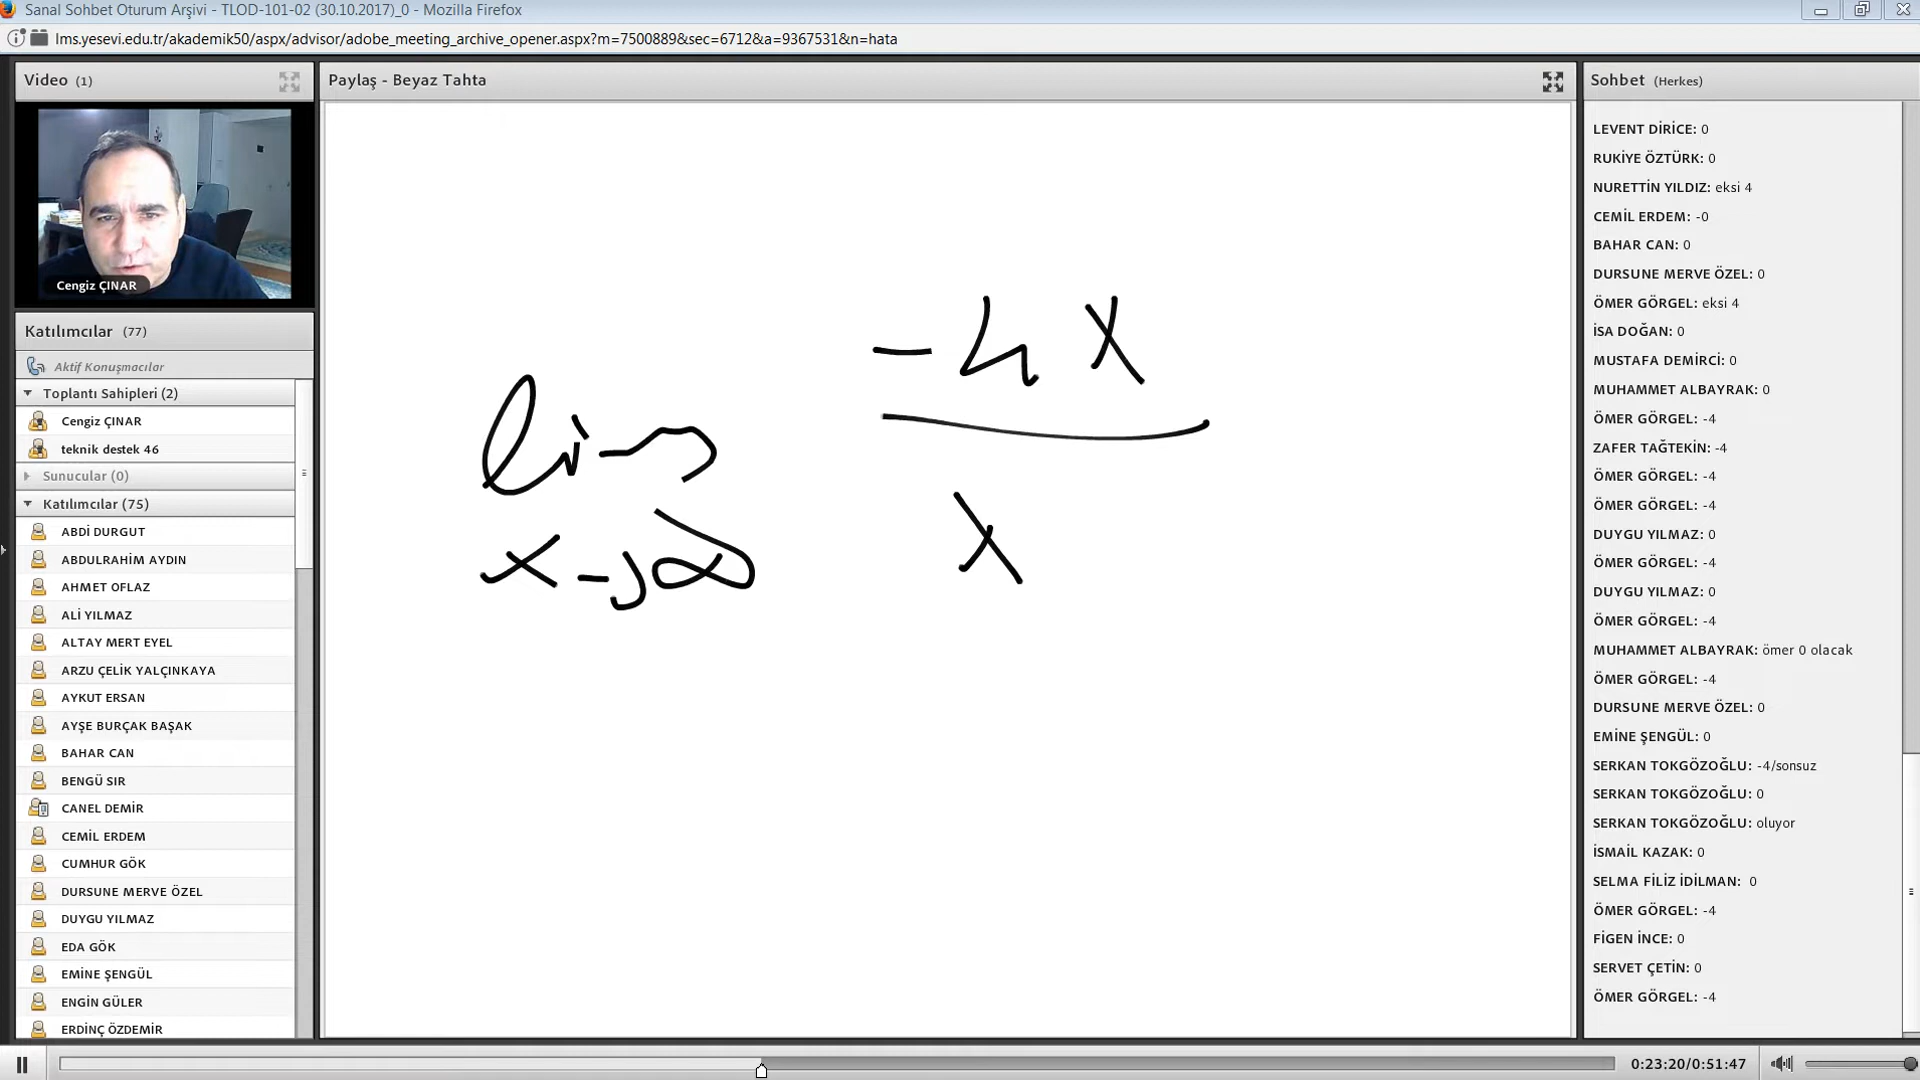 Sanal Sohbet Oturum Arşivi - TLOD-101-02 (30.10.2017)_0 - Mozilla Firefox
lms.yesevi.edu.tr/akademik50/aspx/advisor/adobe_meeting_archive_opener.aspx?m=7500889&sec=6712&a=9367531&n=hata
Video (1)
Cengiz ÇINAR
Katılımcılar (77)
Aktif Konuşmacılar
Toplantı Sahipleri (2)
Cengiz ÇINAR
teknik destek 46
Sunucular (0)
Katılımcılar (75)
ABDİ DURGUT
ABDULRAHİM AYDIN
AHMET OFLAZ
ALİ YILMAZ
ALTAY MERT EYEL
ARZU ÇELİK YALÇINKAYA
AYKUT ERSAN
AYŞE BURÇAK BAŞAK
BAHAR CAN
BENGÜ SIR
CANEL DEMİR
CEMİL ERDEM
CUMHUR GÖK
DURSUNE MERVE ÖZEL
DUYGU YILMAZ
EDA GÖK
EMİNE ŞENGÜL
ENGİN GÜLER
ERDİNÇ ÖZDEMİR
Paylaş - Beyaz Tahta
-4 x
lim
x→∞
x
Sohbet (Herkes)
LEVENT DİRİCE: 0
RUKİYE ÖZTÜRK: 0
NURETTİN YILDIZ: eksi 4
CEMİL ERDEM: -0
BAHAR CAN: 0
DURSUNE MERVE ÖZEL: 0
ÖMER GÖRGEL: eksi 4
İSA DOĞAN: 0
MUSTAFA DEMİRCİ: 0
MUHAMMET ALBAYRAK: 0
ÖMER GÖRGEL: -4
ZAFER TAĞTEKİN: -4
ÖMER GÖRGEL: -4
ÖMER GÖRGEL: -4
DUYGU YILMAZ: 0
ÖMER GÖRGEL: -4
DUYGU YILMAZ: 0
ÖMER GÖRGEL: -4
MUHAMMET ALBAYRAK: ömer 0 olacak
ÖMER GÖRGEL: -4
DURSUNE MERVE ÖZEL: 0
EMİNE ŞENGÜL: 0
SERKAN TOKGÖZOĞLU: -4/sonsuz
SERKAN TOKGÖZOĞLU: 0
SERKAN TOKGÖZOĞLU: oluyor
İSMAİL KAZAK: 0
SELMA FİLİZ İDİLMAN: 0
ÖMER GÖRGEL: -4
FİGEN İNCE: 0
SERVET ÇETİN: 0
ÖMER GÖRGEL: -4
0:23:20/0:51:47